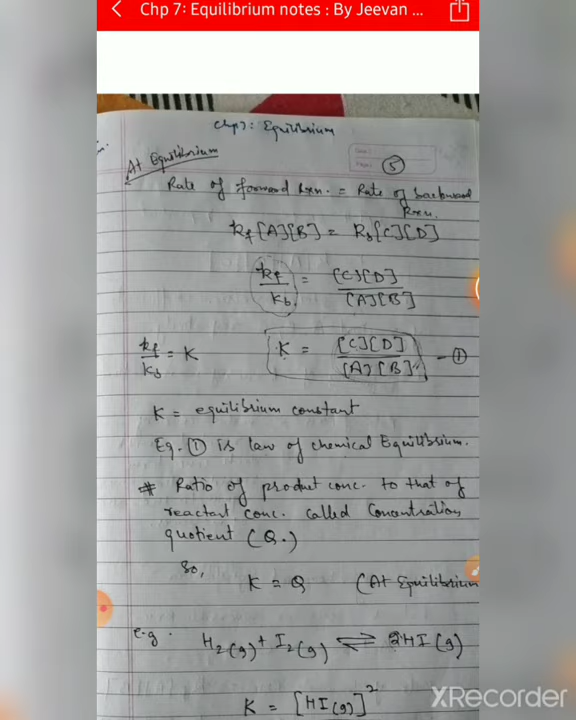 Chp 7: Equilibrium notes : By Jeevan ...
Chp 7: Equilibrium
5
At Equilibrium
Rate of forward Rxn. = Rate of backward Rxn.
Kf [A][B] = Kb[C][D]
Kf/Kb = [C][D]/[A][B]
Kf/Kb = K K = [C][D]/[A][B] - ①
K = equilibrium constant
Eq. ① is law of chemical Equilibrium.
# Ratio of product conc. to that of
reactant conc. called Concentration
quotient (Q.)
So,
K = Q (At Equilibrium
e.g. H2(g) + I2(g) ⇌ 2HI(g)
K = [HI(g)]²
XRecorder